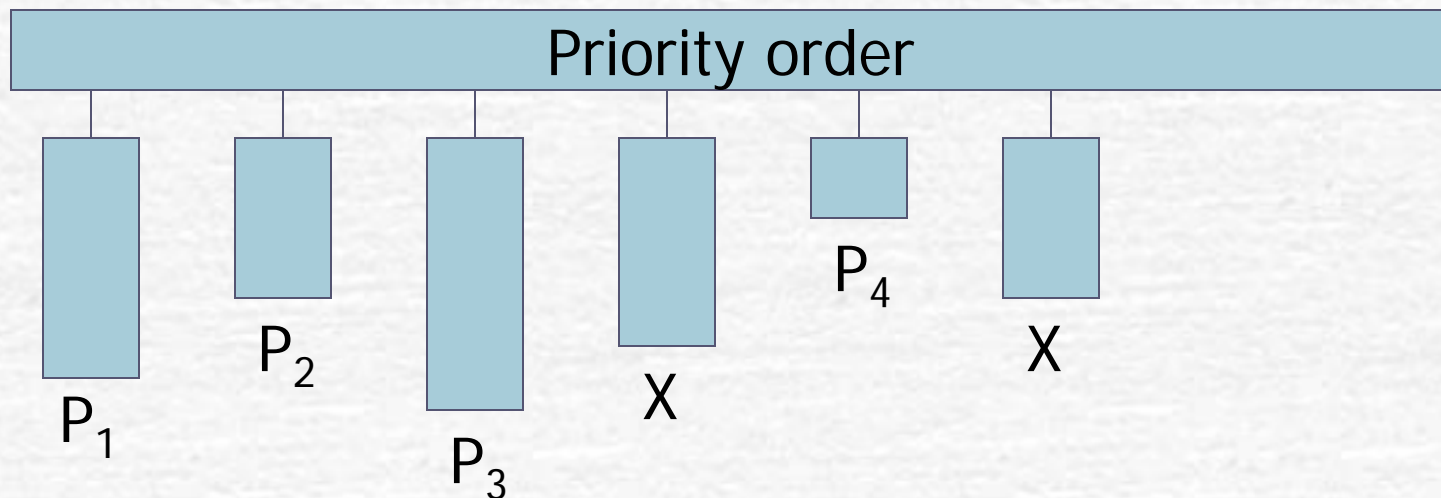 Priority order
P₁
P₂
P₃
X
P₄
X